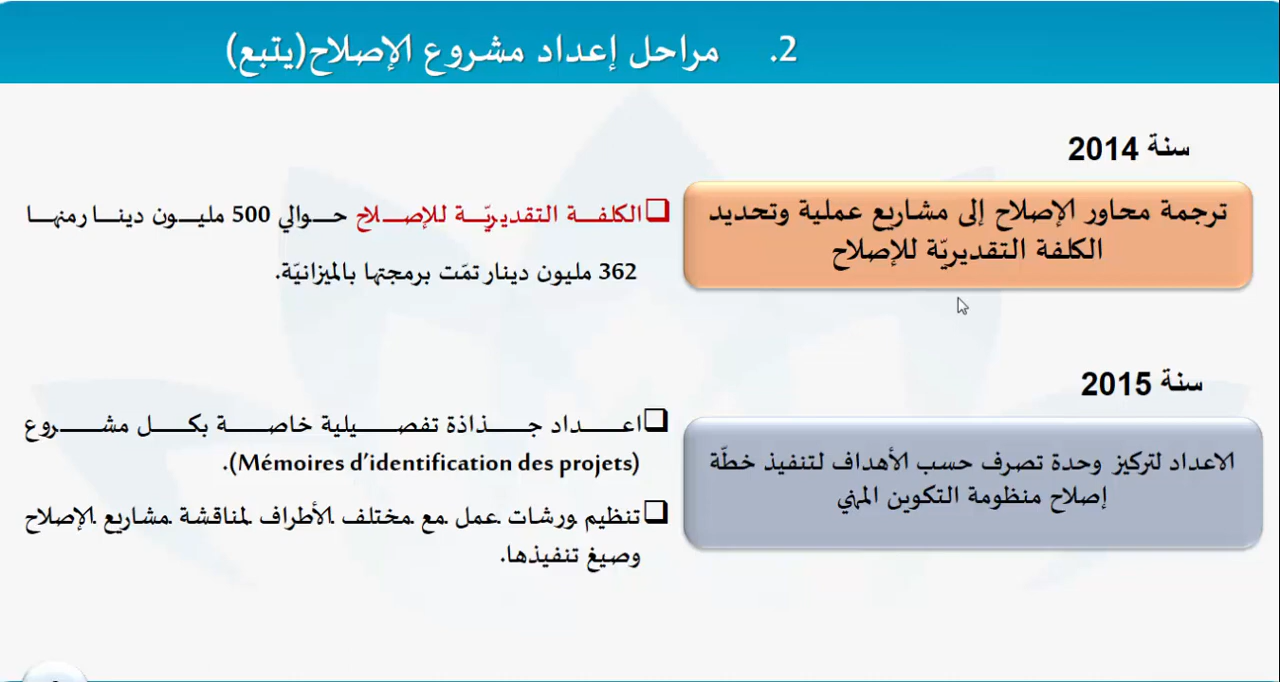 2. مراحل إعداد مشروع الإصلاح(يتبع)
سنة 2014
ترجمة محاور الإصلاح إلى مشاريع عملية وتحديد
الكلفة التقديريّة للإصلاح
❑ الكلفة التقديريّة للإصلاح حوالي 500 مليون دينار منها
362 مليون دينار تمّت برمجتها بالميزانيّة.
سنة 2015
الاعداد لتركيز وحدة تصرف حسب الأهداف لتنفيذ خطّة
إصلاح منظومة التكوين المهني
❑ اعداد جذاذة تفصيلية خاصة بكل مشروع
(Mémoires d’identification des projets).
❑ تنظيم ورشات عمل مع مختلف الأطراف لمناقشة مشاريع الإصلاح
وصيغ تنفيذها.